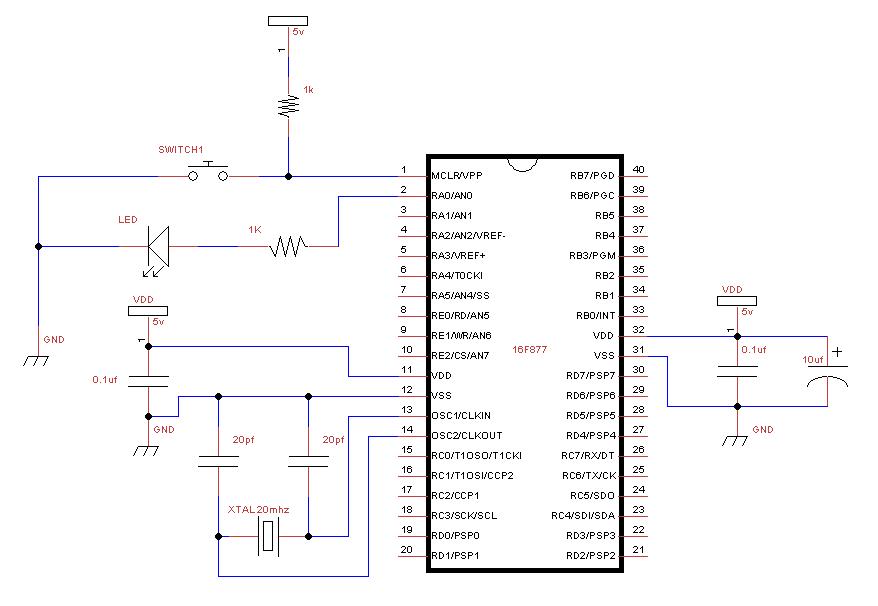 5v
1
1k
SWITCH1
LED
1K
GND
VDD
5v
1
0.1uf
GND
20pf
20pf
XTAL20mhz
16F877
1 MCLR/VPP
2 RA0/AN0
3 RA1/AN1
4 RA2/AN2/VREF-
5 RA3/VREF+
6 RA4/T0CKI
7 RA5/AN4/SS
8 RE0/RD/AN5
9 RE1/WR/AN6
10 RE2/CS/AN7
11 VDD
12 VSS
13 OSC1/CLKIN
14 OSC2/CLKOUT
15 RC0/T1OSO/T1CKI
16 RC1/T1OSI/CCP2
17 RC2/CCP1
18 RC3/SCK/SCL
19 RD0/PSP0
20 RD1/PSP1
RB7/PGD 40
RB6/PGC 39
RB5 38
RB4 37
RB3/PGM 36
RB2 35
RB1 34
RB0/INT 33
VDD 32
VSS 31
RD7/PSP7 30
RD6/PSP6 29
RD5/PSP5 28
RD4/PSP4 27
RC7/RX/DT 26
RC6/TX/CK 25
RC5/SDO 24
RC4/SDI/SDA 23
RD3/PSP3 22
RD2/PSP2 21
VDD
5v
1
0.1uf
10uf
+
GND